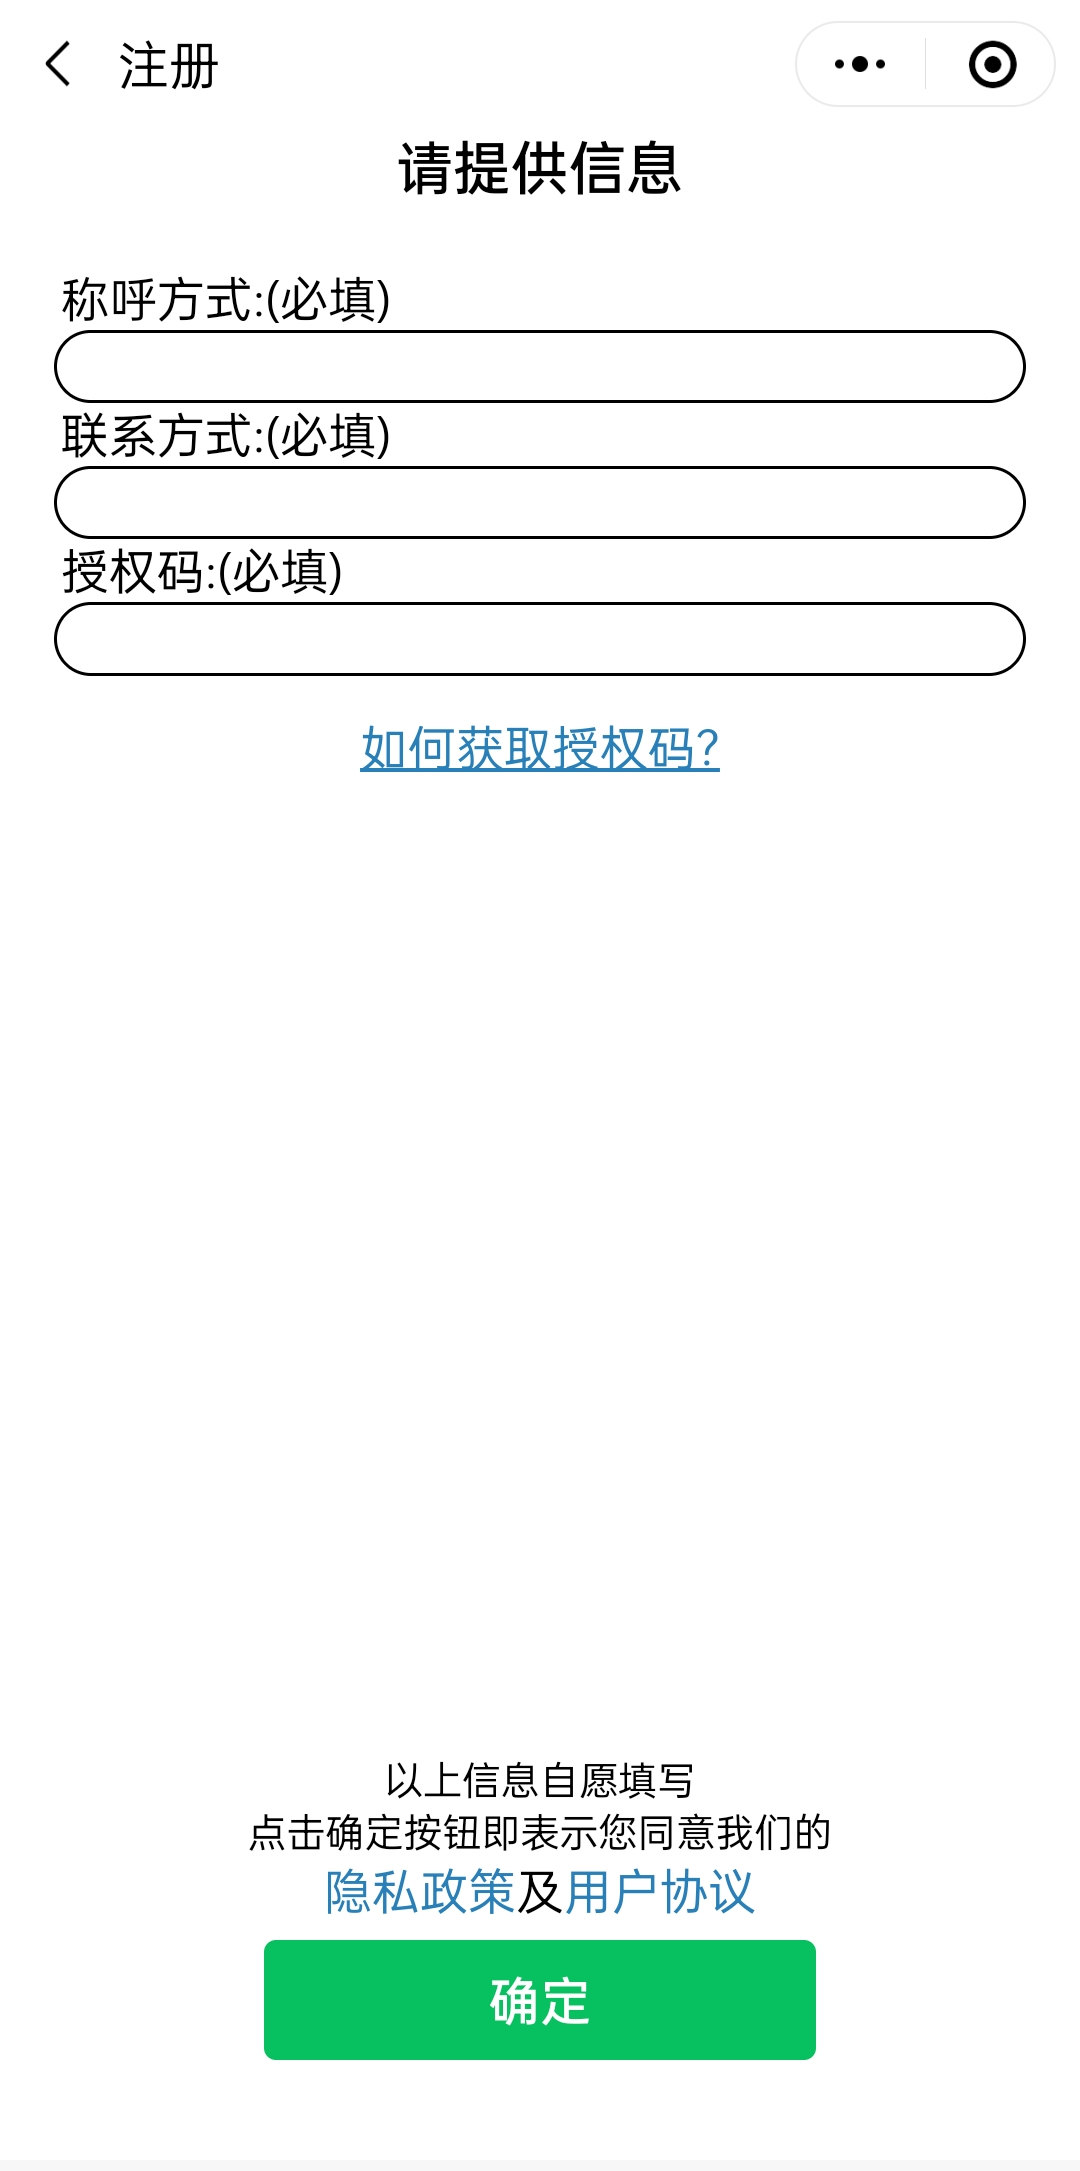 注册
请提供信息
称呼方式:(必填)
联系方式:(必填)
授权码:(必填)
如何获取授权码?
以上信息自愿填写
点击确定按钮即表示您同意我们的
隐私政策及用户协议
确定